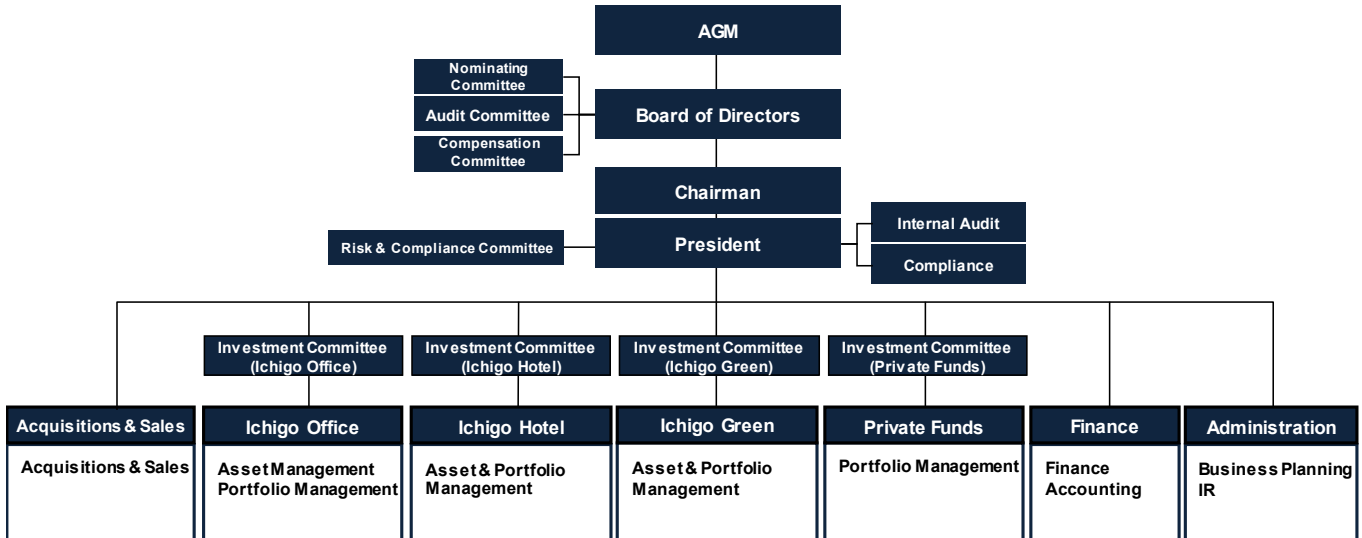 AGM
Nominating
Committee
Audit Committee
Board of Directors
Compensation
Committee
Chairman
Risk & Compliance Committee
President
Internal Audit
Compliance
Investment Committee
(Ichigo Office)
Investment Committee
(Ichigo Hotel)
Investment Committee
(Ichigo Green)
Investment Committee
(Private Funds)
Acquisitions & Sales
Ichigo Office
Ichigo Hotel
Ichigo Green
Private Funds
Finance
Administration
Acquisitions & Sales
Asset Management
Portfolio Management
Asset & Portfolio
Management
Asset & Portfolio
Management
Portfolio Management
Finance
Accounting
Business Planning
IR